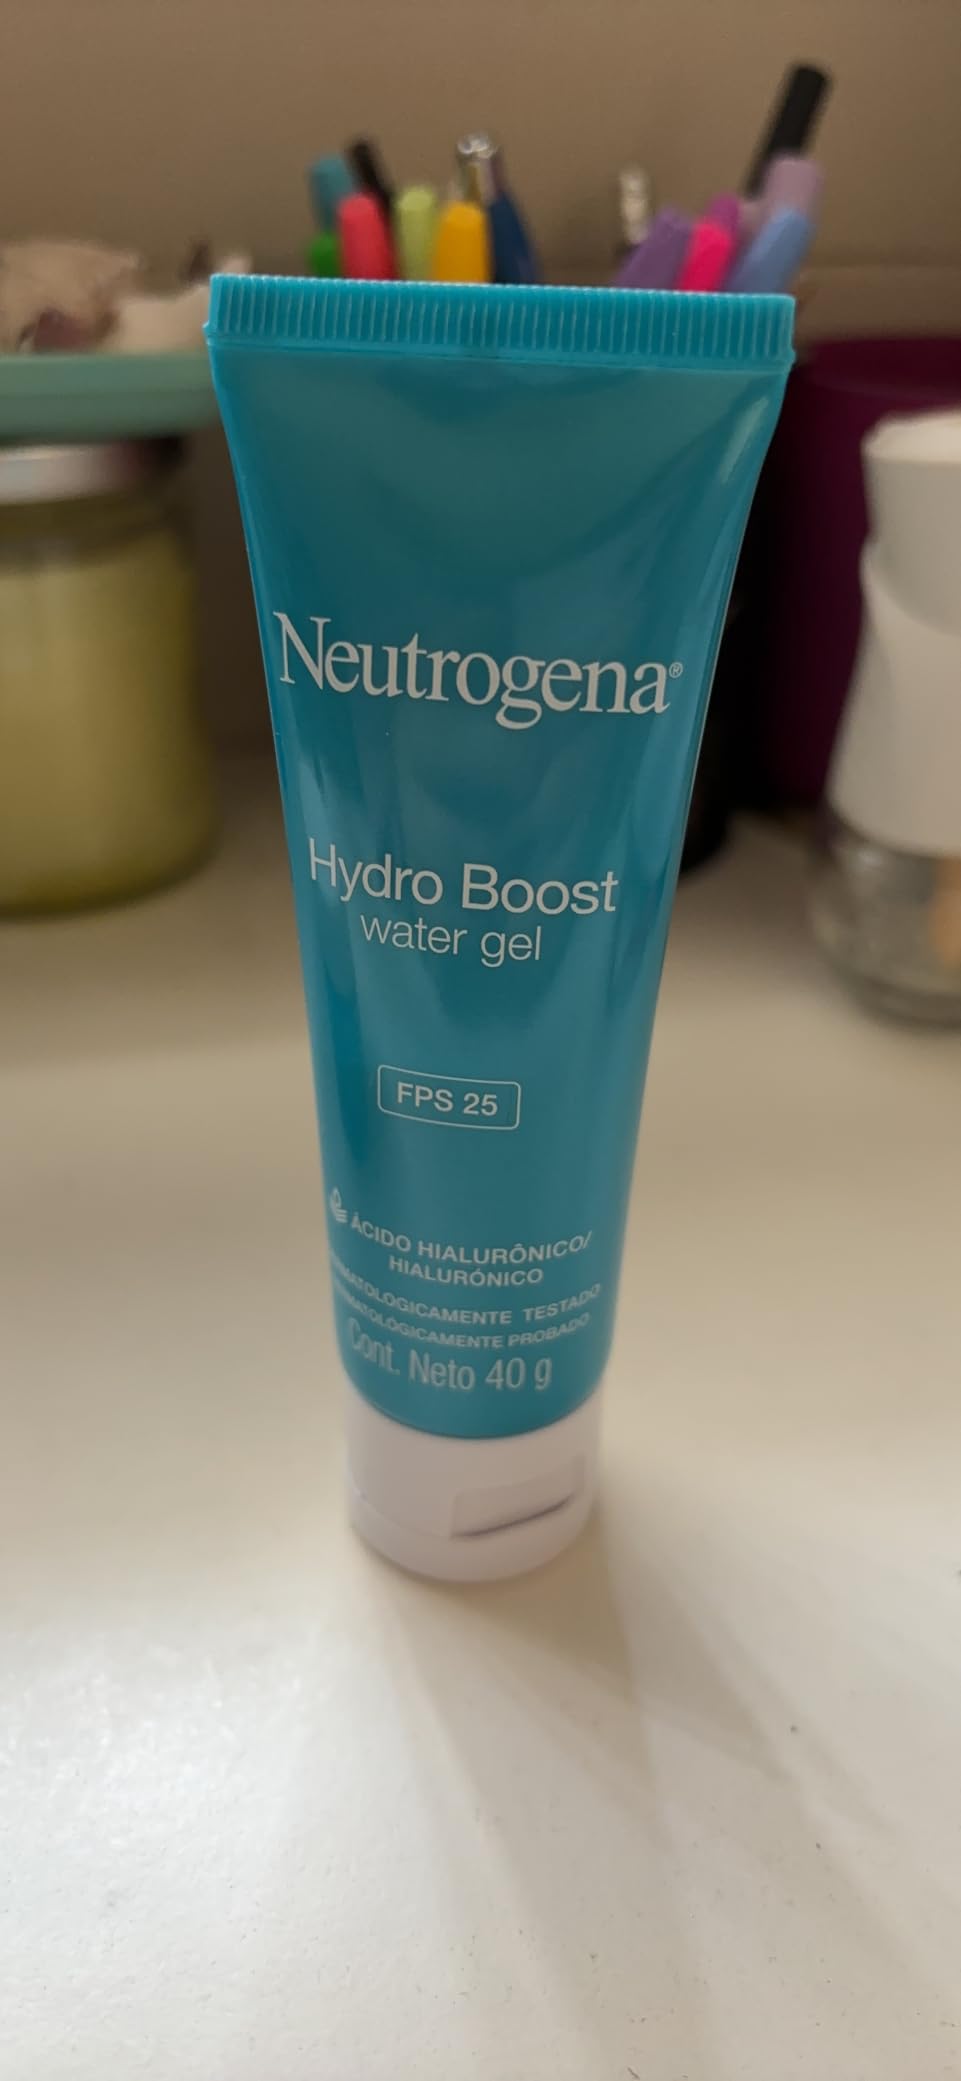 Neutrogena®
Hydro Boost
water gel
FPS 25
ÁCIDO HIALURÔNICO/
HIALURÓNICO
DERMATOLOGICAMENTE TESTADO
DERMATOLÓGICAMENTE PROBADO
Cont. Neto 40 g